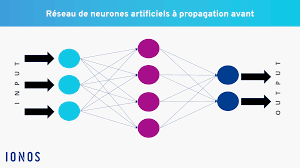 Réseau de neurones artificiels à propagation avant
INPUT
OUTPUT
IONOS